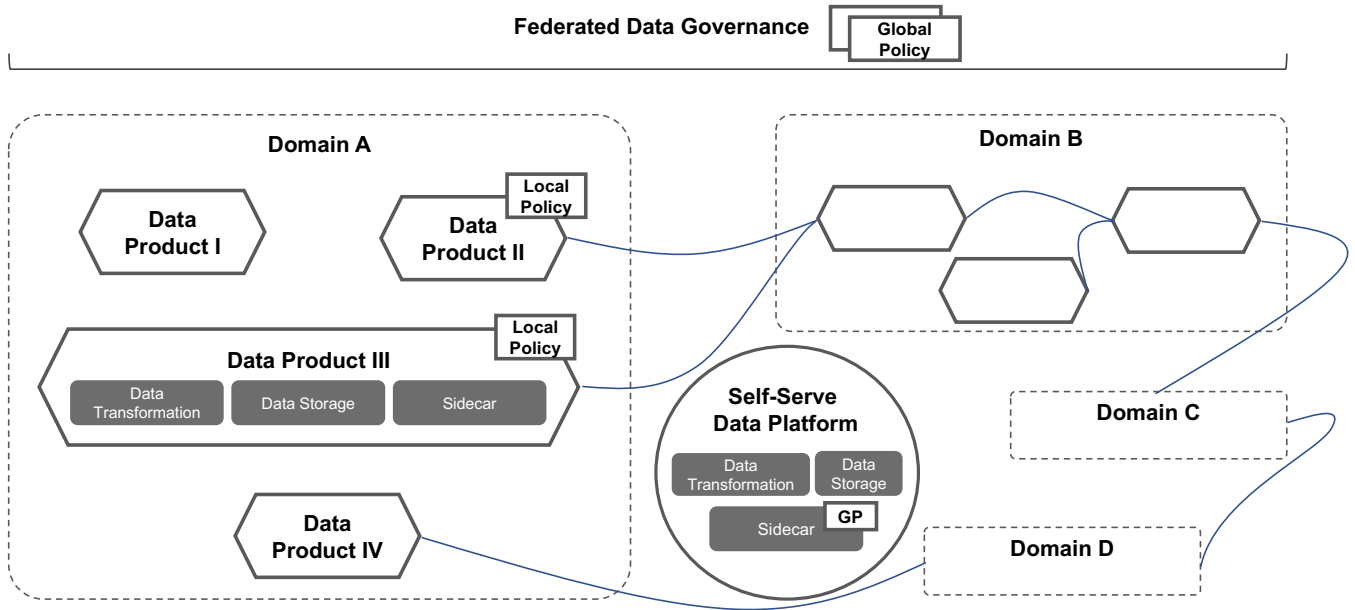 Federated Data Governance
Global
Policy
Domain A
Data
Product I
Local
Policy
Data
Product II
Local
Policy
Data Product III
Data
Transformation
Data Storage
Sidecar
Data
Product IV
Domain B
Self-Serve
Data Platform
Data
Transformation
Data
Storage
Sidecar
GP
Domain C
Domain D